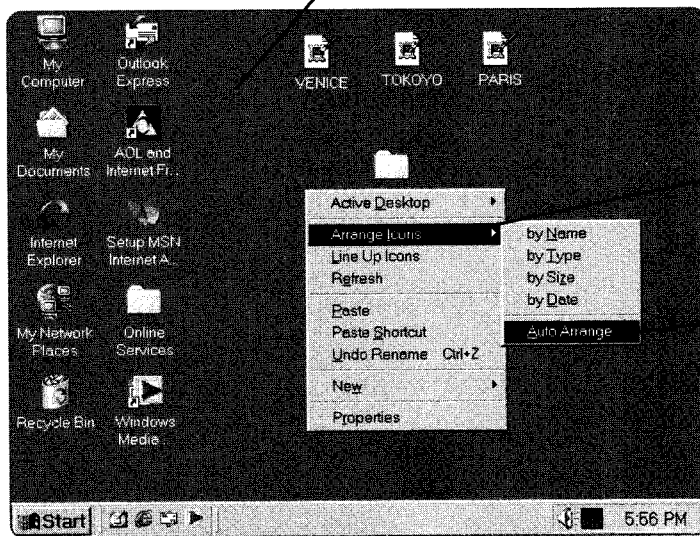 My
Computer
Outlook
Express
VENICE
TOKOYO
PARIS
My
Documents
AOL and
Internet Fr...
Internet
Explorer
Setup MSN
Internet A...
My Network
Places
Online
Services
Recycle Bin
Windows
Media
Active Desktop
Arrange Icons
Line Up Icons
Refresh
Paste
Paste Shortcut
Undo Rename Ctrl+Z
New
Properties
by Name
by Type
by Size
by Date
Auto Arrange
Start
5:56 PM